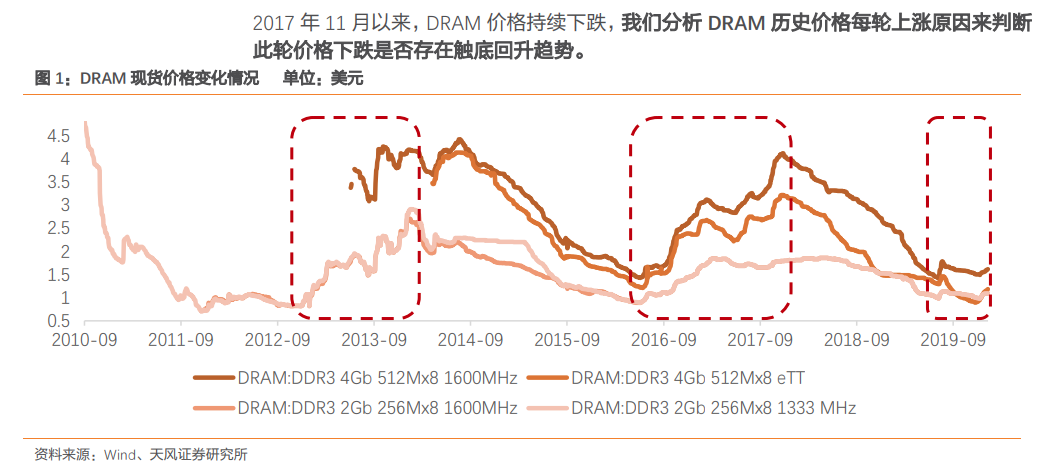 2017 年 11 月以来，DRAM 价格持续下跌，我们分析 DRAM 历史价格每轮上涨原因来判断
此轮价格下跌是否存在触底回升趋势。
图 1：DRAM 现货价格变化情况 单位：美元
4.5
4
3.5
3
2.5
2
1.5
1
0.5
2010-09 2011-09 2012-09 2013-09 2014-09 2015-09 2016-09 2017-09 2018-09 2019-09
DRAM:DDR3 4Gb 512Mx8 1600MHz DRAM:DDR3 4Gb 512Mx8 eTT
DRAM:DDR3 2Gb 256Mx8 1600MHz DRAM:DDR3 2Gb 256Mx8 1333 MHz
资料来源：Wind、天风证券研究所